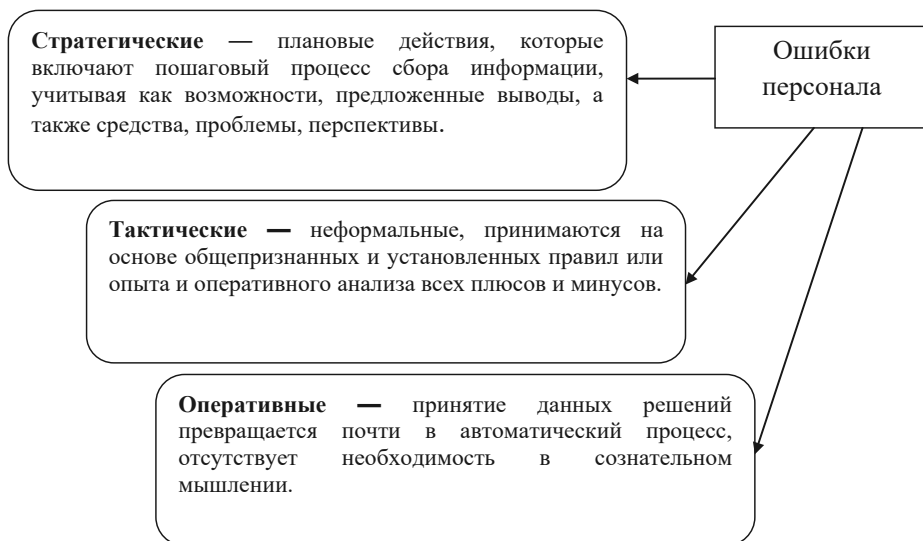 Стратегические — плановые действия, которые
включают пошаговый процесс сбора информации,
учитывая как возможности, предложенные выводы, а
также средства, проблемы, перспективы.
Ошибки
персонала
Тактические — неформальные, принимаются на
основе общепризнанных и установленных правил или
опыта и оперативного анализа всех плюсов и минусов.
Оперативные — принятие данных решений
превращается почти в автоматический процесс,
отсутствует необходимость в сознательном
мышлении.